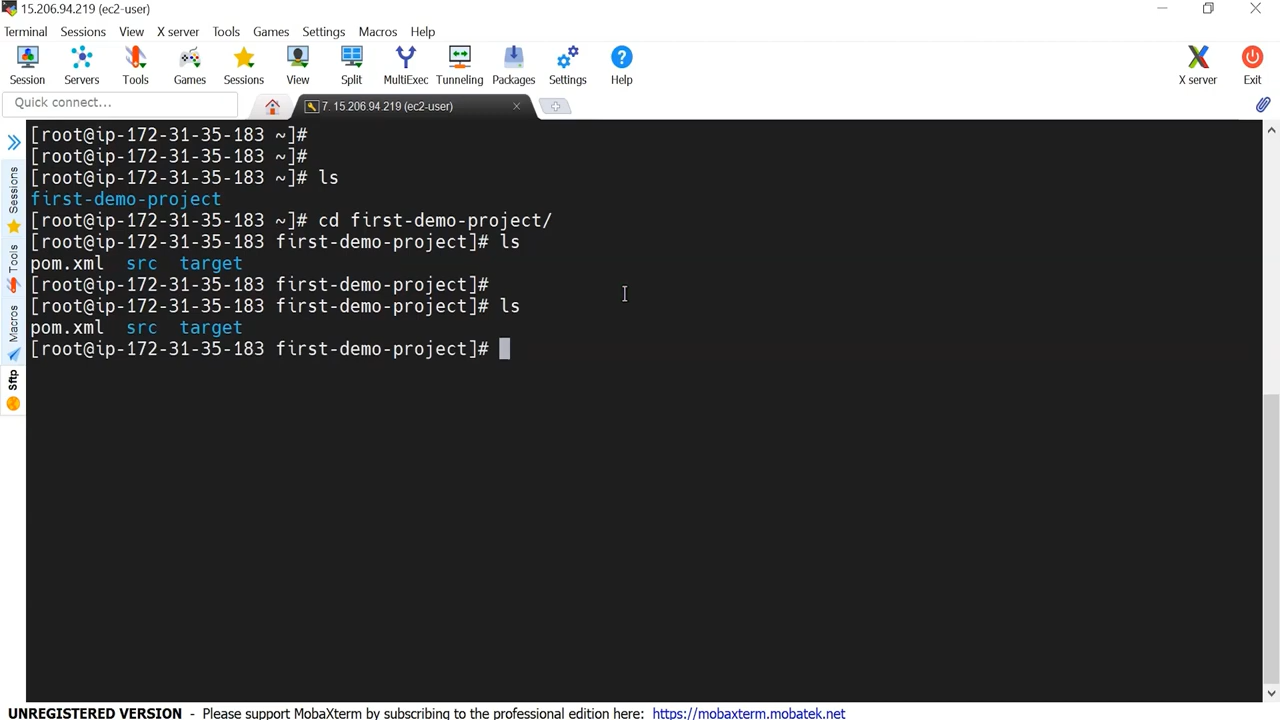 15.206.94.219 (ec2-user)
Terminal Sessions View X server Tools Games Settings Macros Help
Session Servers Tools Games Sessions View Split MultiExec Tunneling Packages Settings Help X server Exit
Quick connect...
7. 15.206.94.219 (ec2-user)
[root@ip-172-31-35-183 ~]#
[root@ip-172-31-35-183 ~]#
[root@ip-172-31-35-183 ~]# ls
first-demo-project
[root@ip-172-31-35-183 ~]# cd first-demo-project/
[root@ip-172-31-35-183 first-demo-project]# ls
pom.xml src target
[root@ip-172-31-35-183 first-demo-project]#
[root@ip-172-31-35-183 first-demo-project]# ls
pom.xml src target
[root@ip-172-31-35-183 first-demo-project]#
Sessions
Tools
Macros
Sftp
UNREGISTERED VERSION - Please support MobaXterm by subscribing to the professional edition here: https://mobaxterm.mobatek.net